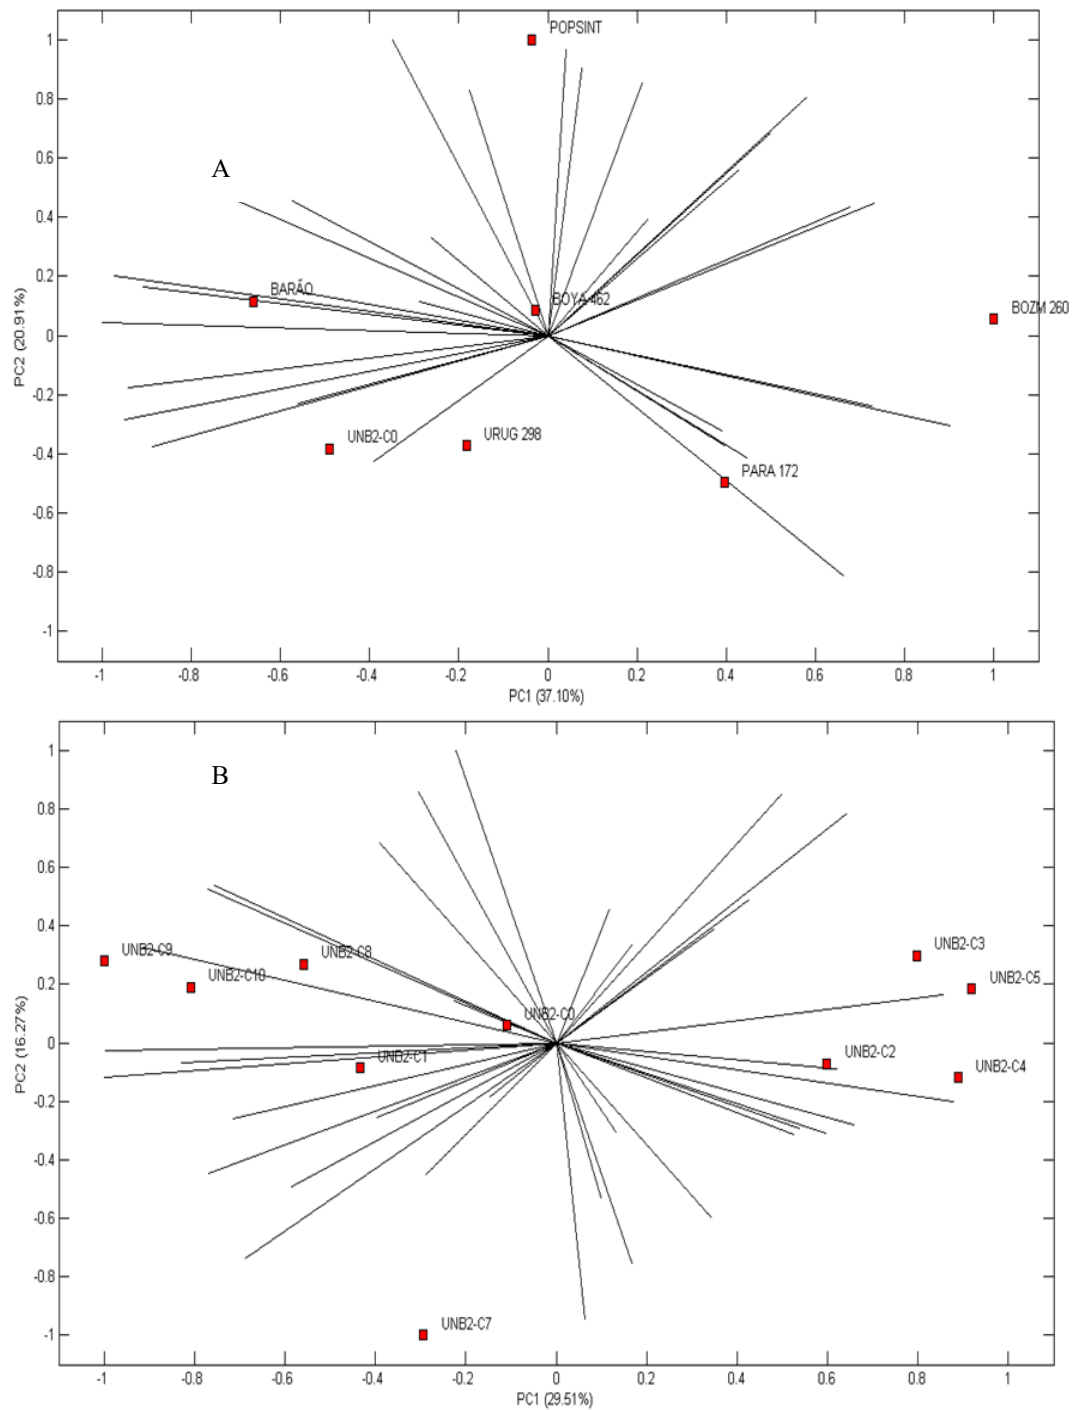 POPSINT
1
0.8
0.6
A
0.4
0.2
BARÃO
BOYA 462
BOZM 260
0
PC2 (20.91%)
-0.2
UNB2-C0
URUG 298
-0.4
PARA 172
-0.6
-0.8
-1
-1 -0.8 -0.6 -0.4 -0.2 0 0.2 0.4 0.6 0.8 1
PC1 (37.10%)
1
B
0.8
0.6
0.4
UNB2-C9
UNB2-C8
UNB2-C3
0.2
UNB2-C10
UNB2-C5
UNB2-C0
0
PC2 (16.27%)
UNB2-C1
UNB2-C2
UNB2-C4
-0.2
-0.4
-0.6
-0.8
UNB2-C7
-1
-1 -0.8 -0.6 -0.4 -0.2 0 0.2 0.4 0.6 0.8 1
PC1 (29.51%)